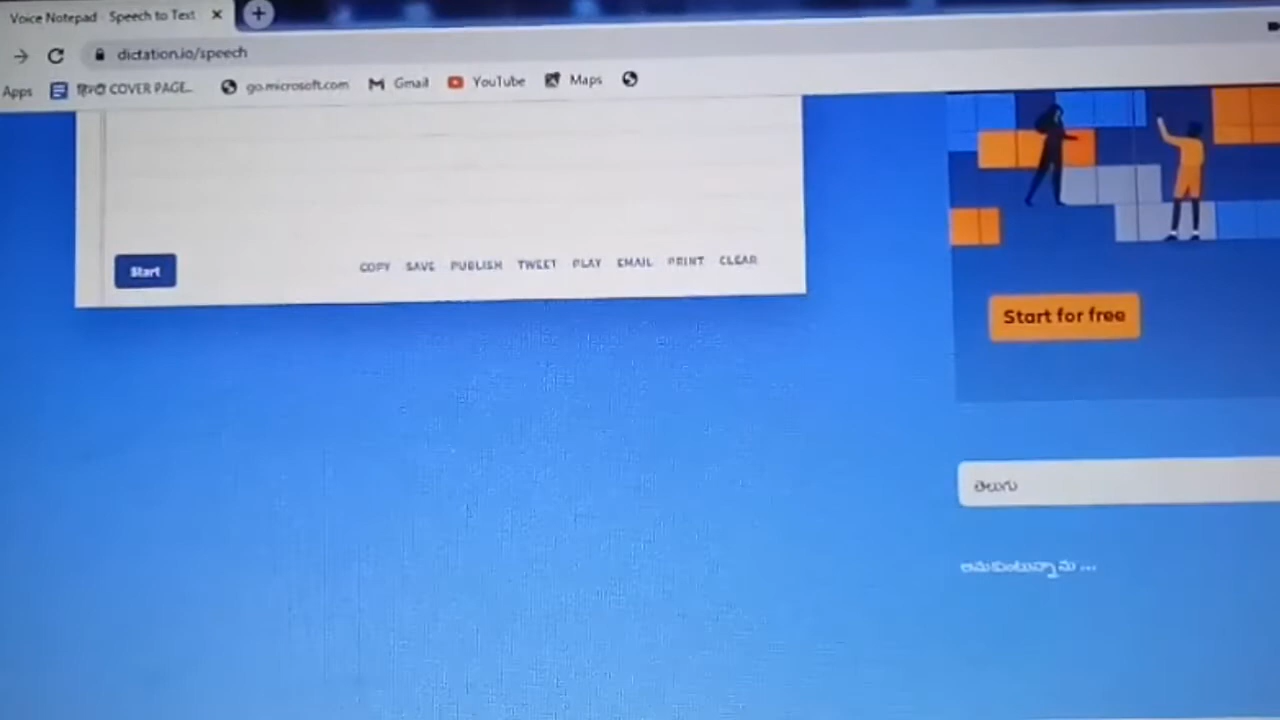 Voice Notepad - Speech to Text
dictation.io/speech
Apps
COVER PAGE...
go.microsoft.com
Gmail
YouTube
Maps
Start
COPY SAVE PUBLISH TWEET PLAY EMAIL PRINT CLEAR
Start for free
తెలుగు
అనుకుంటున్నాను ...